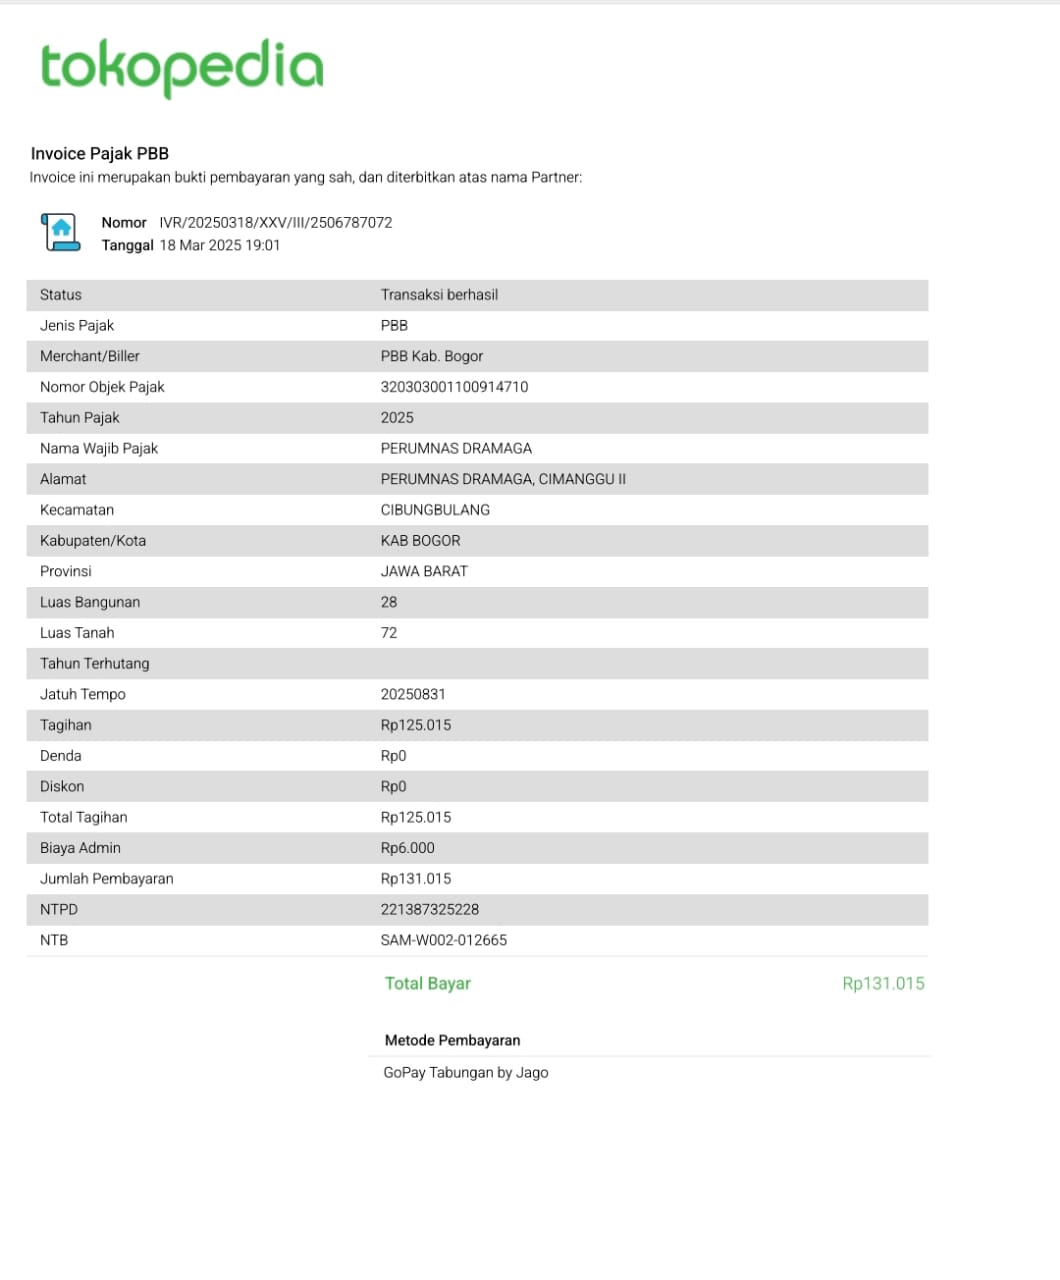 tokopedia
Invoice Pajak PBB
Invoice ini merupakan bukti pembayaran yang sah, dan diterbitkan atas nama Partner:
Nomor IVR/20250318/XXV/III/2506787072
Tanggal 18 Mar 2025 19:01
Status Transaksi berhasil
Jenis Pajak PBB
Merchant/Biller PBB Kab. Bogor
Nomor Objek Pajak 320303001100914710
Tahun Pajak 2025
Nama Wajib Pajak PERUMNAS DRAMAGA
Alamat PERUMNAS DRAMAGA, CIMANGGU II
Kecamatan CIBUNGBULANG
Kabupaten/Kota KAB BOGOR
Provinsi JAWA BARAT
Luas Bangunan 28
Luas Tanah 72
Tahun Terhutang
Jatuh Tempo 20250831
Tagihan Rp125.015
Denda Rp0
Diskon Rp0
Total Tagihan Rp125.015
Biaya Admin Rp6.000
Jumlah Pembayaran Rp131.015
NTPD 221387325228
NTB SAM-W002-012665
Total Bayar Rp131.015
Metode Pembayaran
GoPay Tabungan by Jago